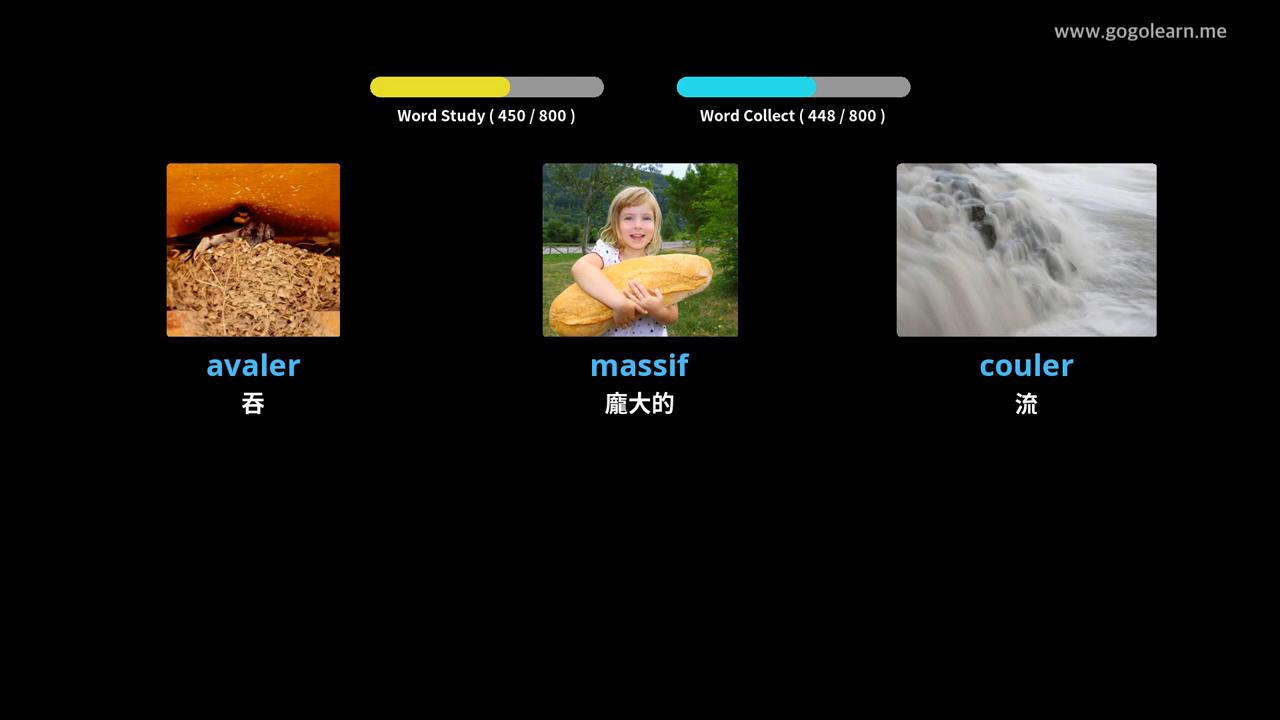 www.gogolearn.me
Word Study ( 450 / 800 )
Word Collect ( 448 / 800 )
avaler
massif
couler
吞
龐大的
流